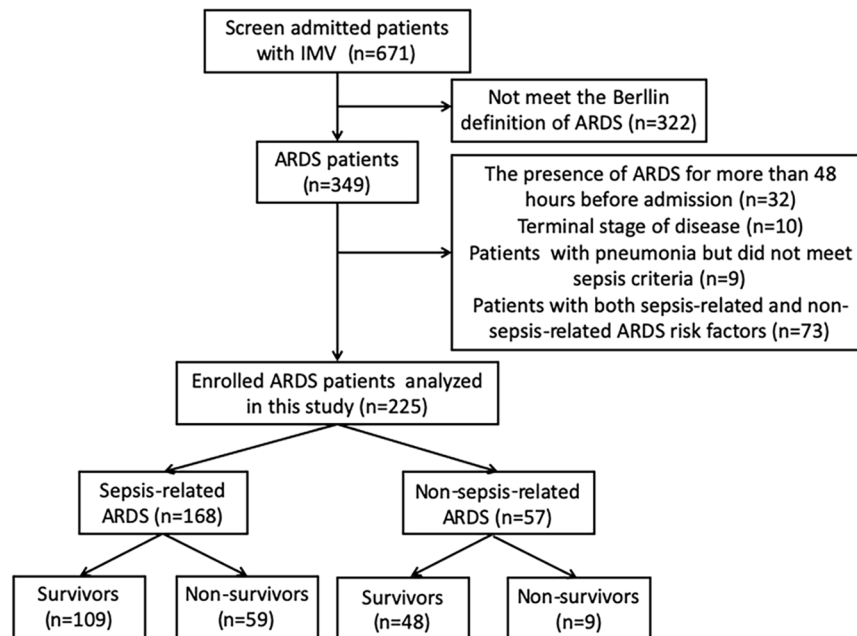 Screen admitted patients
with IMV (n=671)
Not meet the Berllin
definition of ARDS (n=322)
ARDS patients
(n=349)
The presence of ARDS for more than 48
hours before admission (n=32)
Terminal stage of disease (n=10)
Patients with pneumonia but did not meet
sepsis criteria (n=9)
Patients with both sepsis-related and non-
sepsis-related ARDS risk factors (n=73)
Enrolled ARDS patients analyzed
in this study (n=225)
Sepsis-related
ARDS (n=168)
Non-sepsis-related
ARDS (n=57)
Survivors
(n=109)
Non-survivors
(n=59)
Survivors
(n=48)
Non-survivors
(n=9)